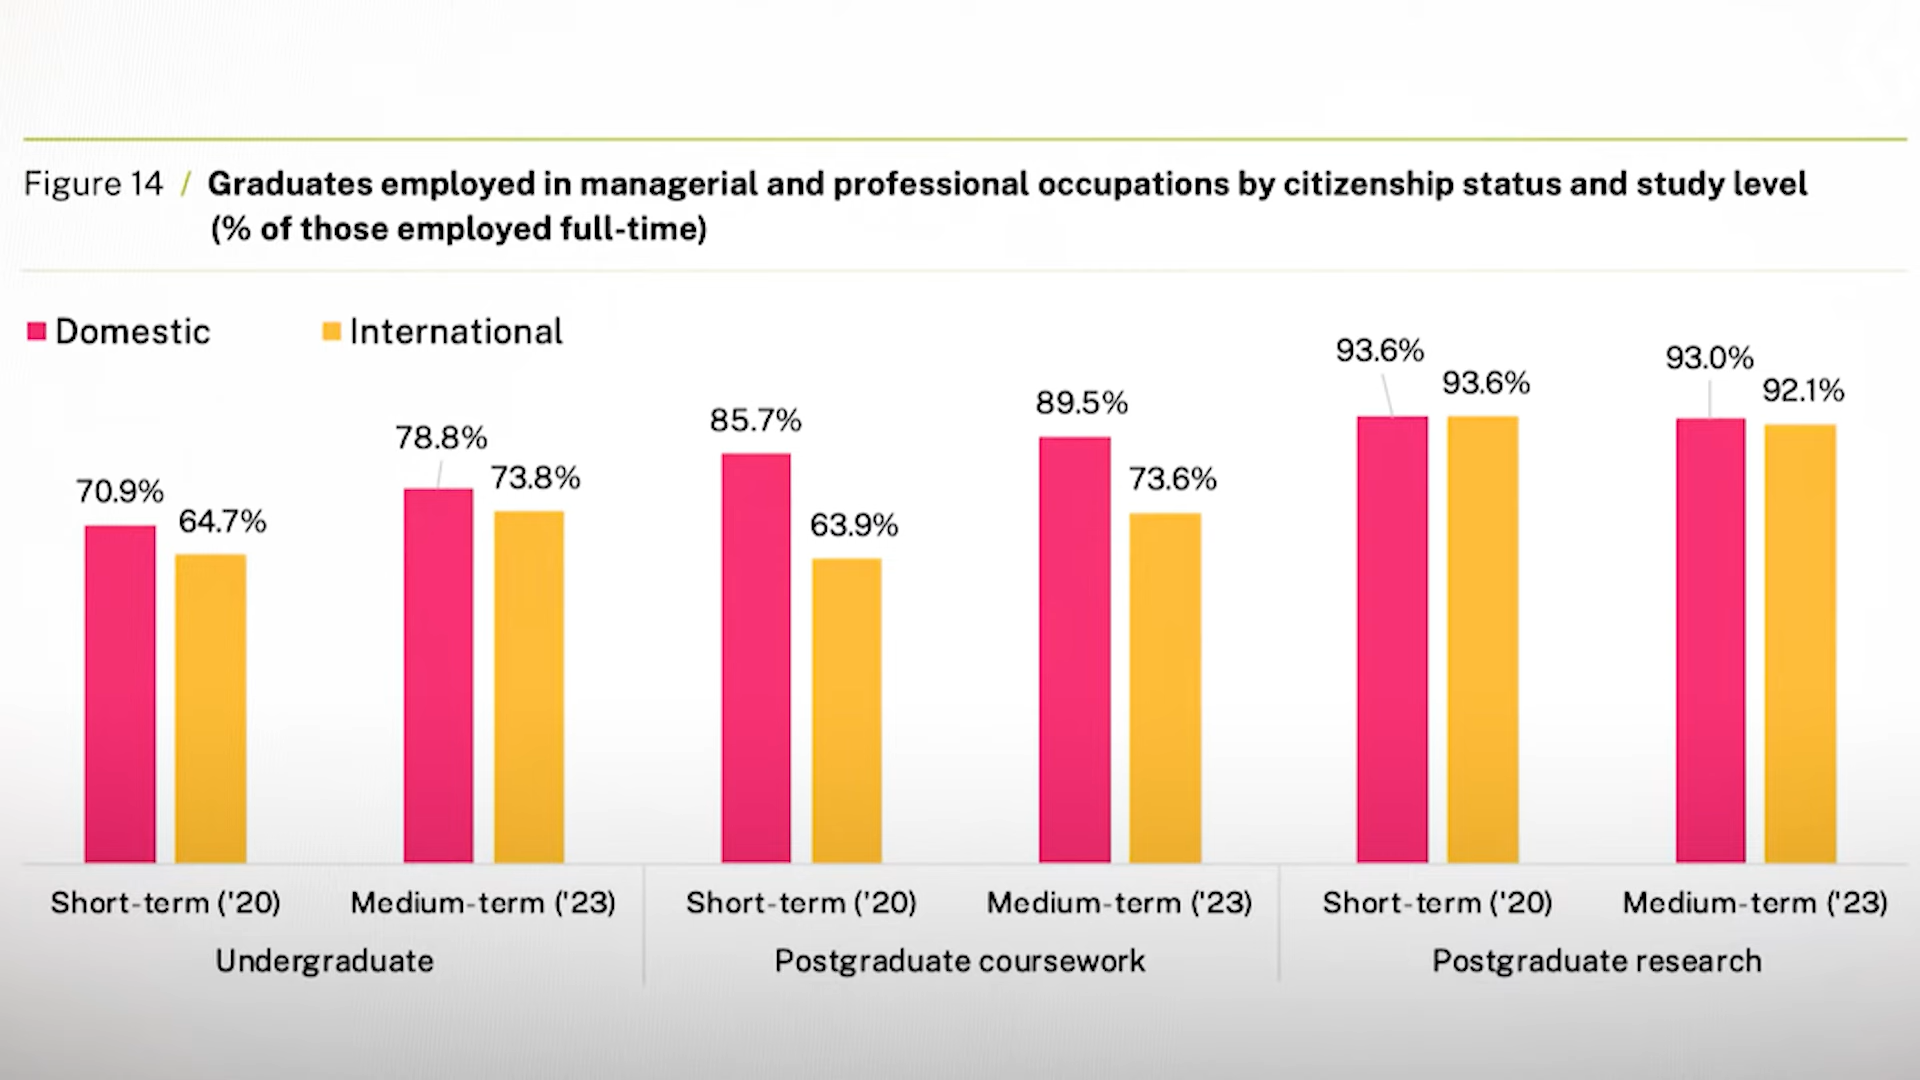 Figure 14 / Graduates employed in managerial and professional occupations by citizenship status and study level
(% of those employed full-time)
Domestic International
70.9% 64.7% 78.8% 73.8% 85.7% 63.9% 89.5% 73.6% 93.6% 93.6% 93.0% 92.1%
Short-term ('20) Medium-term ('23) Short-term ('20) Medium-term ('23) Short-term ('20) Medium-term ('23)
Undergraduate Postgraduate coursework Postgraduate research